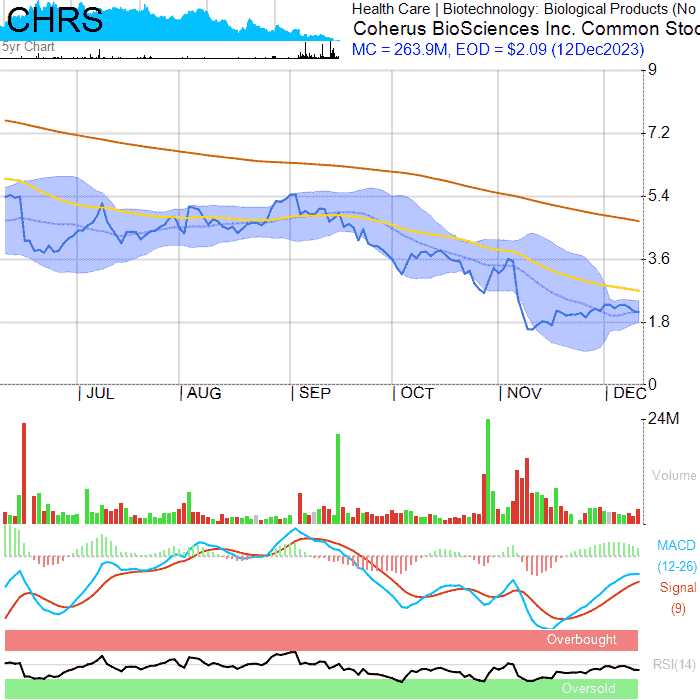 CHRS
5yr Chart
Health Care | Biotechnology: Biological Products (No
Coherus BioSciences Inc. Common Stoc
MC = 263.9M, EOD = $2.09 (12Dec2023)
9
7.2
5.4
3.6
1.8
0
| JUL | AUG | SEP | OCT | NOV | DEC
24M
Volume
MACD
(12-26)
Signal
(9)
Overbought
RSI(14)
Oversold